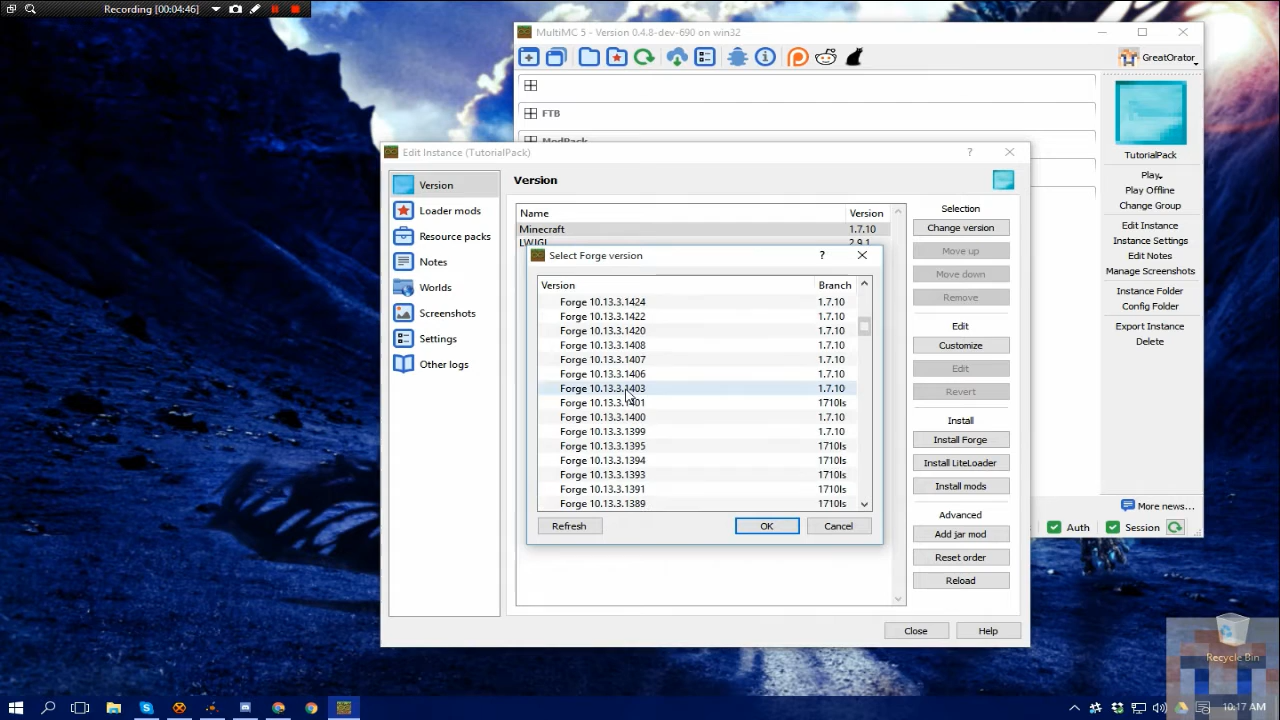 Recording [00:04:46]
MultiMC 5 - Version 0.4.8-dev-690 on win32
GreatOrator
FTB
ModPack
TutorialPack
Play
Play Offline
Change Group
Edit Instance
Instance Settings
Edit Notes
Manage Screenshots
Instance Folder
Config Folder
Export Instance
Delete
More news...
Auth
Session
Edit Instance (TutorialPack)
?
Version
Loader mods
Resource packs
Notes
Worlds
Screenshots
Settings
Other logs
Version
Name Version
Minecraft 1.7.10
LWJGL 2.9.1
Selection
Change version
Move up
Move down
Remove
Edit
Customize
Edit
Revert
Install
Install Forge
Install LiteLoader
Install mods
Advanced
Add jar mod
Reset order
Reload
Close
Help
Select Forge version
?
Version Branch
Forge 10.13.3.1424 1.7.10
Forge 10.13.3.1422 1.7.10
Forge 10.13.3.1420 1.7.10
Forge 10.13.3.1408 1.7.10
Forge 10.13.3.1407 1.7.10
Forge 10.13.3.1406 1.7.10
Forge 10.13.3.1403 1.7.10
Forge 10.13.3.1401 1710ls
Forge 10.13.3.1400 1.7.10
Forge 10.13.3.1399 1.7.10
Forge 10.13.3.1395 1710ls
Forge 10.13.3.1394 1710ls
Forge 10.13.3.1393 1710ls
Forge 10.13.3.1391 1710ls
Forge 10.13.3.1389 1710ls
Refresh
OK
Cancel
Recycle Bin
10:17 AM